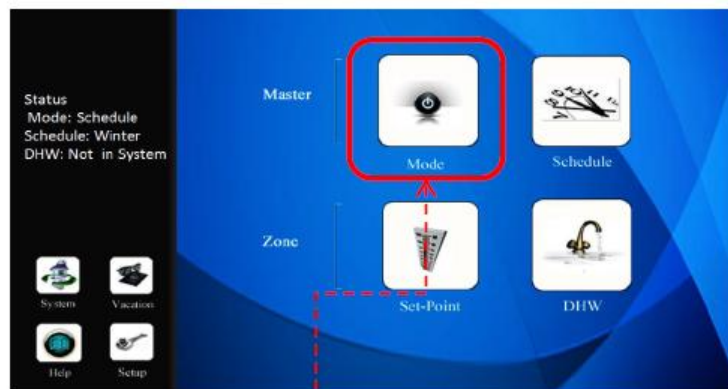 Status
Mode: Schedule
Schedule: Winter
DHW: Not in System
Master
Mode
Schedule
Zone
Set-Point
DHW
System
Vacation
Help
Setup